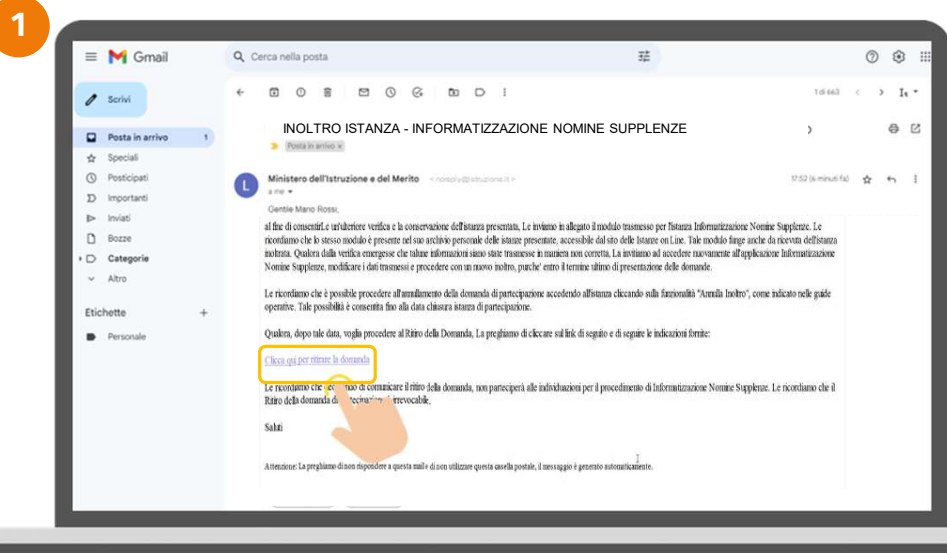 1
Gmail
Cerca nella posta
Scrivi
1 di 663
Posta in arrivo 1
Speciali
Posticipati
Importanti
Inviati
Bozze
Categorie
Altro
Etichette +
Personale
INOLTRO ISTANZA - INFORMATIZZAZIONE NOMINE SUPPLENZE
Posta in arrivo ×
L
Ministero dell'Istruzione e del Merito <noreply@istruzione.it>
17:52 (6 minuti fa)
a me
Gentile Mario Rossi,
al fine di consentirLe un'ulteriore verifica e la conservazione dell'istanza presentata, Le inviamo in allegato il modulo trasmesso per l'istanza Informatizzazione Nomine Supplenze. Le
ricordiamo che lo stesso modulo è presente nel suo archivio personale delle istanze presentate, accessibile dal sito delle Istanze on Line. Tale modulo funge anche da ricevuta dell'istanza
inoltrata. Qualora dalla verifica emergesse che talune informazioni siano state trasmesse in maniera non corretta, La invitiamo ad accedere nuovamente all'applicazione Informatizzazione
Nomine Supplenze, modificare i dati trasmessi e procedere con un nuovo inoltro, purche' entro il termine ultimo di presentazione delle domande.
Le ricordiamo che è possibile procedere all'annullamento della domanda di partecipazione accedendo all'istanza cliccando sulla funzionalità "Annulla Inoltro", come indicato nelle guide
operative. Tale possibilità è consentita fino alla data chiusura istanza di partecipazione.
Qualora, dopo tale data, voglia procedere al Ritiro della Domanda, La preghiamo di cliccare sul link di seguito e di seguire le indicazioni fornite:
Clicca qui per ritirare la domanda
Le ricordiamo che di comunicare il ritiro della domanda, non parteciperà alle individuazioni per il procedimento di Informatizzazione Nomine Supplenze. Le ricordiamo che il
Ritiro della domanda irrevocabile,
Saluti
Attenzione: La preghiamo di non rispondere a questa mail e di non utilizzare questa casella postale, il messaggio è generato automaticamente.